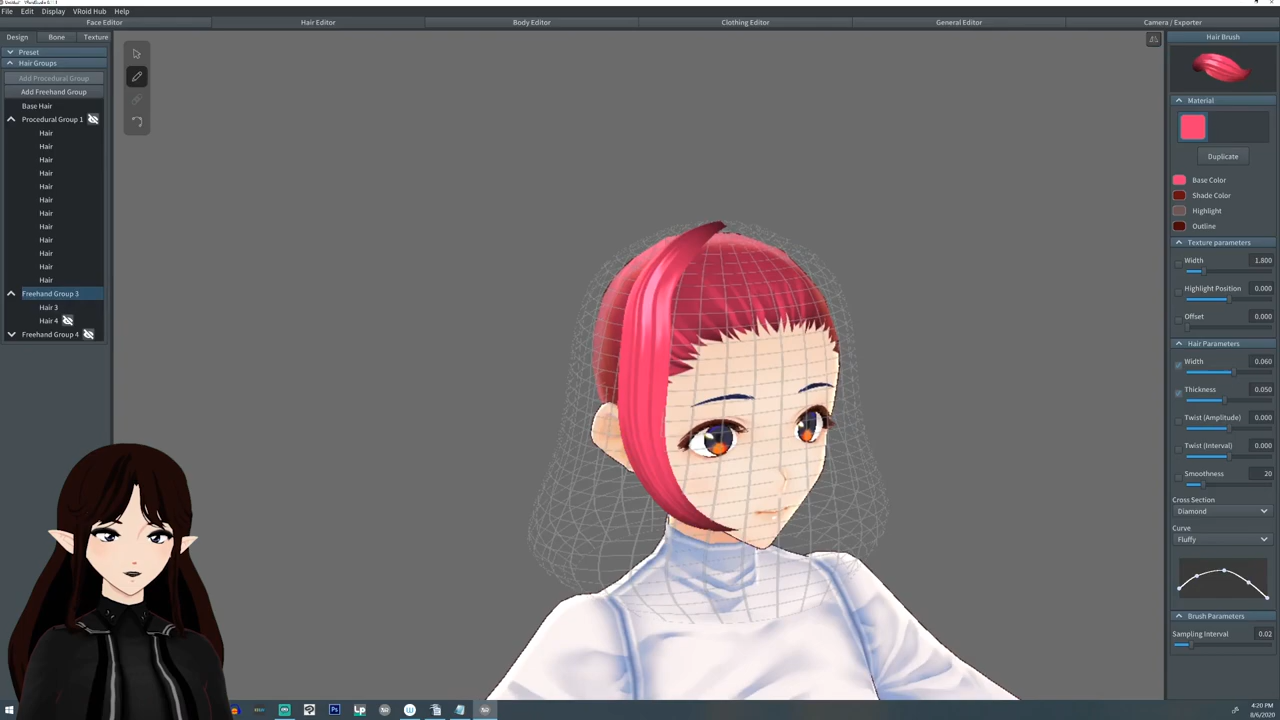 File Edit Display VRoid Hub Help
Face Editor Hair Editor Body Editor Clothing Editor General Editor Camera / Exporter
Design Bone Texture
Preset
Hair Groups
Add Procedural Group
Add Freehand Group
Base Hair
Procedural Group 1
Hair
Hair
Hair
Hair
Hair
Hair
Hair
Hair
Hair
Hair
Hair
Hair
Freehand Group 3
Hair 3
Hair 4
Freehand Group 4
Hair Brush
Material
Duplicate
Base Color
Shade Color
Highlight
Outline
Texture parameters
Width 1.800
Highlight Position 0.000
Offset 0.000
Hair Parameters
Width 0.060
Thickness 0.050
Twist (Amplitude) 0.000
Twist (Interval) 0.000
Smoothness 20
Cross Section
Diamond
Curve
Fluffy
Brush Parameters
Sampling Interval 0.02
Ps Lp
4:20 PM
8/6/2020